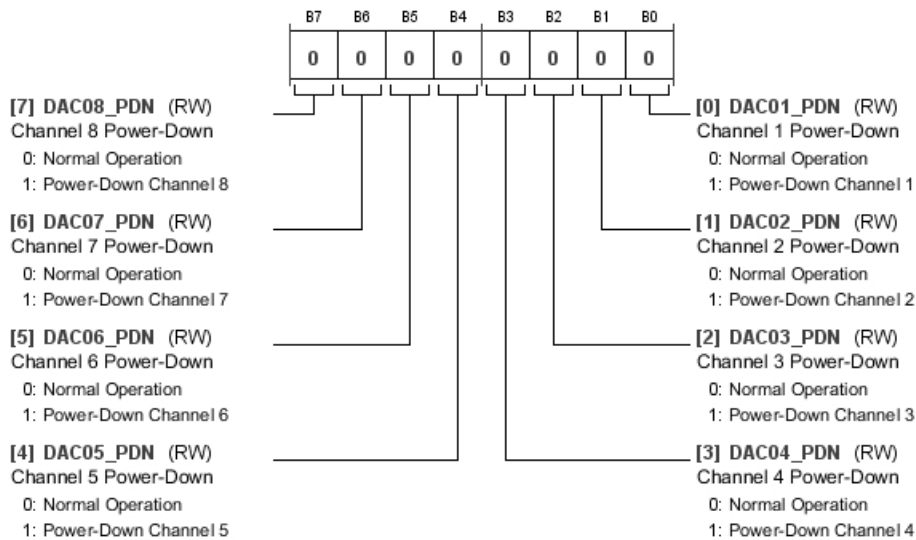 B7 B6 B5 B4 B3 B2 B1 B0
0 0 0 0 0 0 0 0
[7] DAC08_PDN (RW)
Channel 8 Power-Down
0: Normal Operation
1: Power-Down Channel 8
[6] DAC07_PDN (RW)
Channel 7 Power-Down
0: Normal Operation
1: Power-Down Channel 7
[5] DAC06_PDN (RW)
Channel 6 Power-Down
0: Normal Operation
1: Power-Down Channel 6
[4] DAC05_PDN (RW)
Channel 5 Power-Down
0: Normal Operation
1: Power-Down Channel 5
[0] DAC01_PDN (RW)
Channel 1 Power-Down
0: Normal Operation
1: Power-Down Channel 1
[1] DAC02_PDN (RW)
Channel 2 Power-Down
0: Normal Operation
1: Power-Down Channel 2
[2] DAC03_PDN (RW)
Channel 3 Power-Down
0: Normal Operation
1: Power-Down Channel 3
[3] DAC04_PDN (RW)
Channel 4 Power-Down
0: Normal Operation
1: Power-Down Channel 4